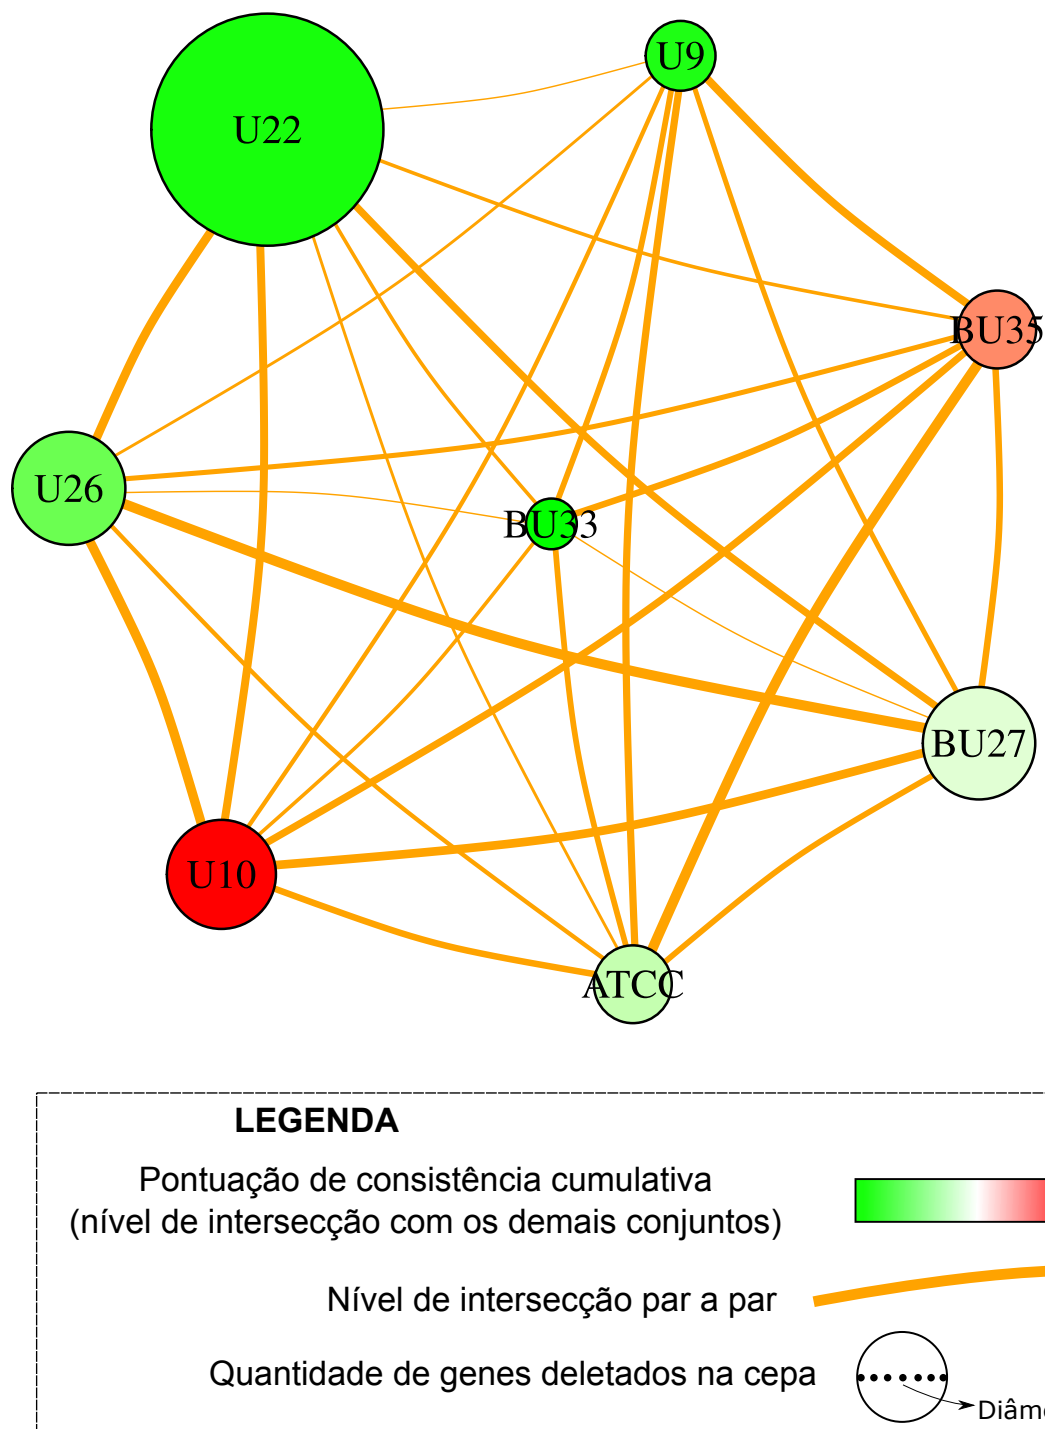 U9
U22
BU35
U26
BU33
BU27
U10
ATCC
LEGENDA
Pontuação de consistência cumulativa
(nível de intersecção com os demais conjuntos)
Nível de intersecção par a par
Quantidade de genes deletados na cepa